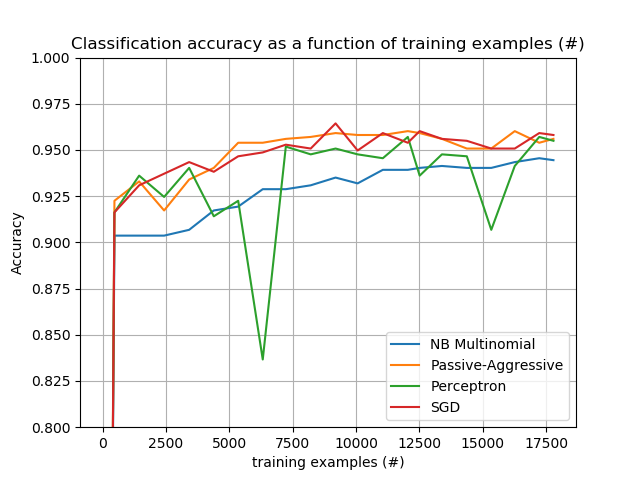 Classification accuracy as a function of training examples (#)
1.000
0.975
0.950
0.925
0.900
0.875
0.850
0.825
0.800
Accuracy
NB Multinomial
Passive-Aggressive
Perceptron
SGD
0 2500 5000 7500 10000 12500 15000 17500
training examples (#)